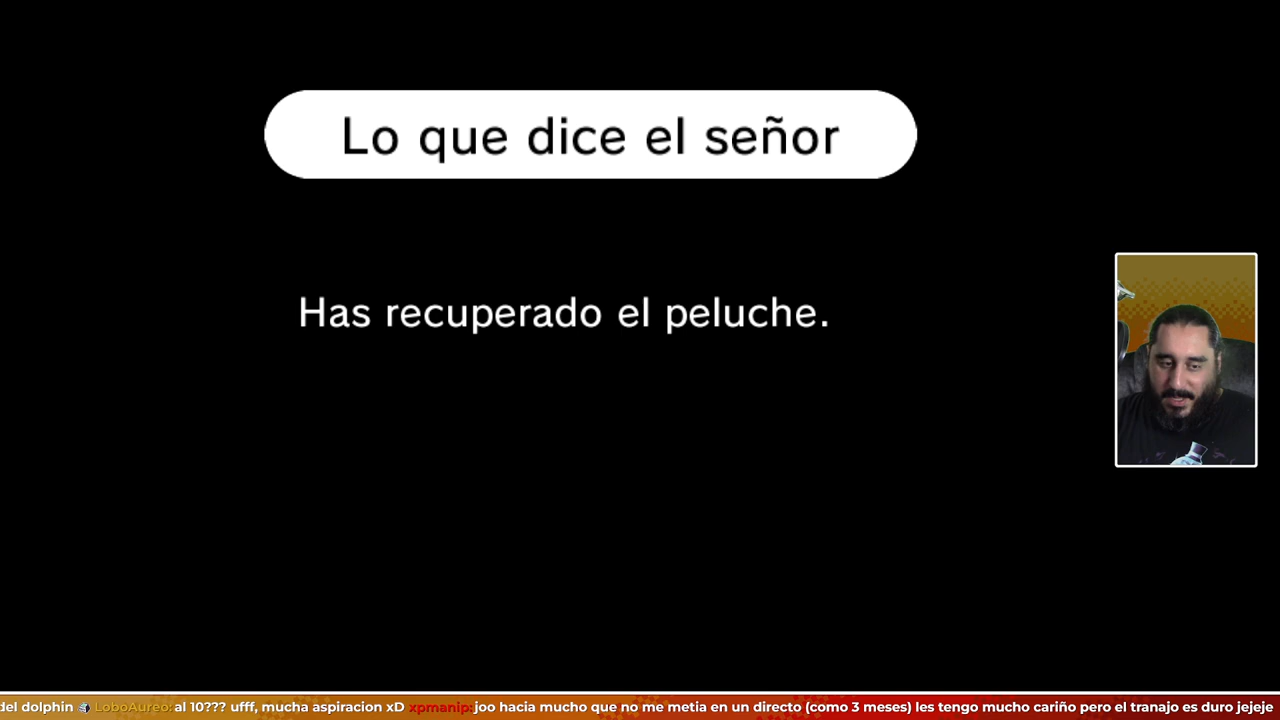 Lo que dice el señor
Has recuperado el peluche.
del dolphin LoboAureo: al 10??? ufff, mucha aspiracion xD xpmanip: joo hacia mucho que no me metia en un directo (como 3 meses) les tengo mucho cariño pero el tranajo es duro jejeje